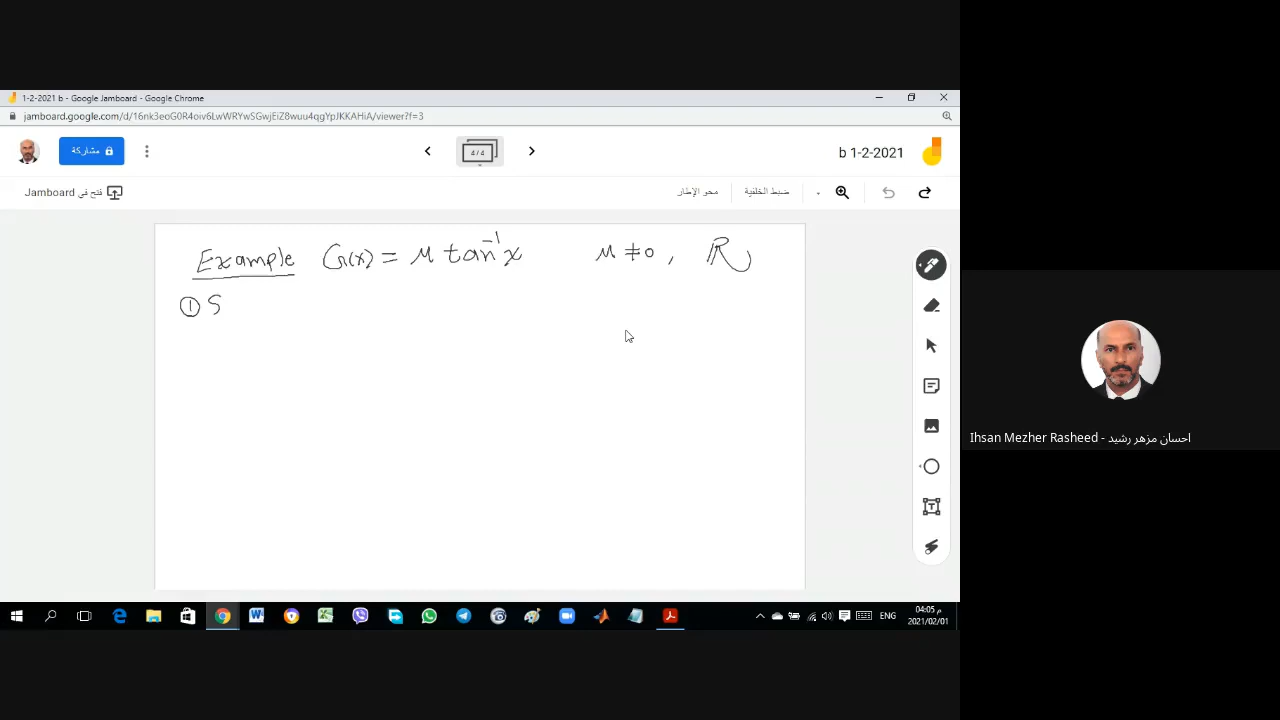 1-2-2021 b - Google Jamboard - Google Chrome
jamboard.google.com/d/16nk3eoG0R4oiv6LwWRYwSGwjEiZ8wuu4qgYpJKKAHiA/viewer?f=3
مشاركة
4 / 4
b 1-2-2021
فتح في Jamboard
محو الإطار
ضبط الخلفية
Example G(x) = μ tan⁻¹ x μ ≠ 0 , ℝ
① S
Ihsan Mezher Rasheed - احسان مزهر رشيد
ENG
04:05 م
2021/02/01